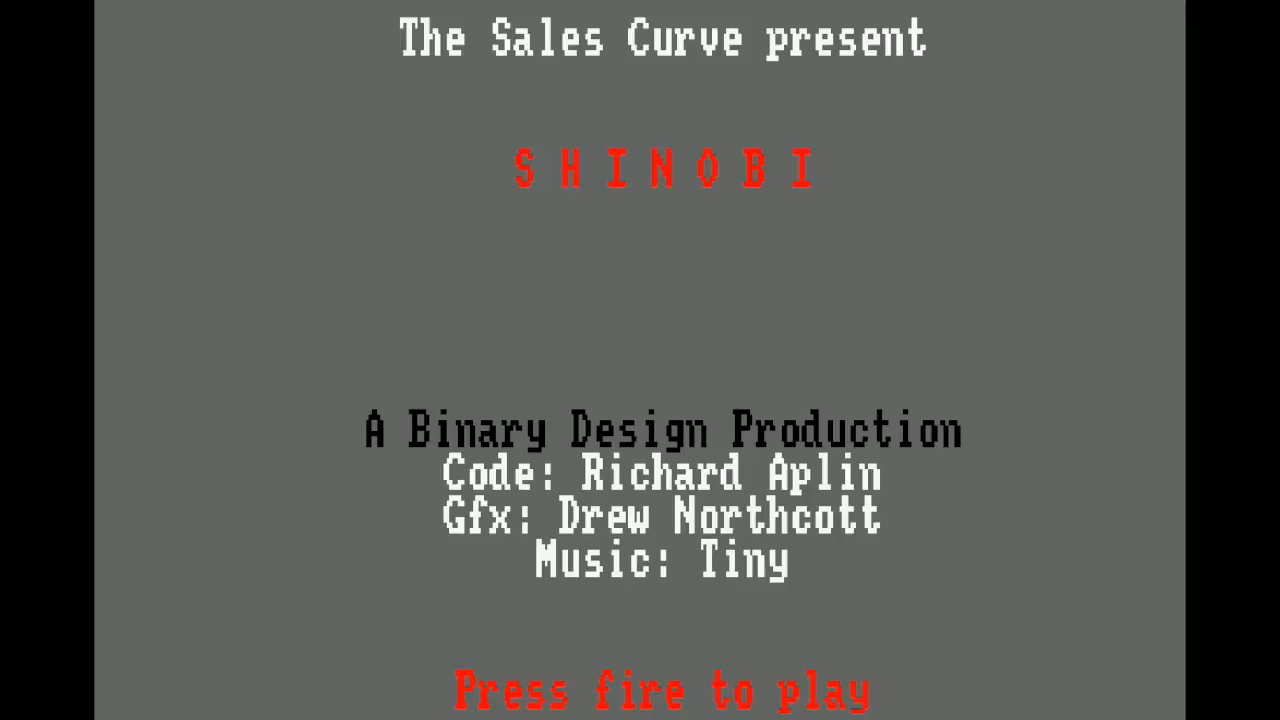 The Sales Curve present
S H I N O B I
A Binary Design Production
Code: Richard Aplin
Gfx: Drew Northcott
Music: Tiny
Press fire to play